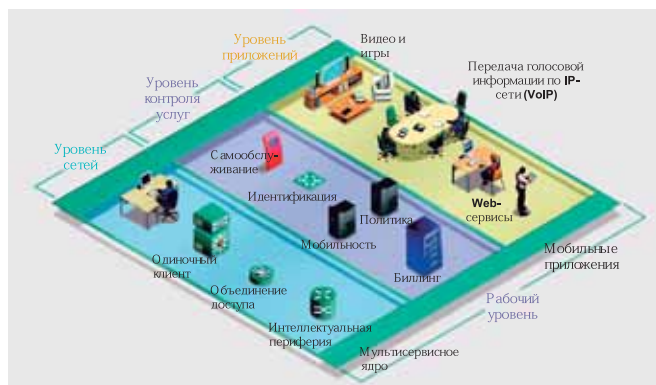 Уровень
приложений
Видео и
игры
Передача голосовой
информации по IP-
сети (VoIP)
Уровень
контроля
услуг
Уровень
сетей
Самообслу-
живание
Идентификация
Политика
Мобильность
Биллинг
Web-
сервисы
Одиночный
клиент
Объединение
доступа
Интеллектуальная
периферия
Мобильные
приложения
Рабочий
уровень
Мультисервисное
ядро